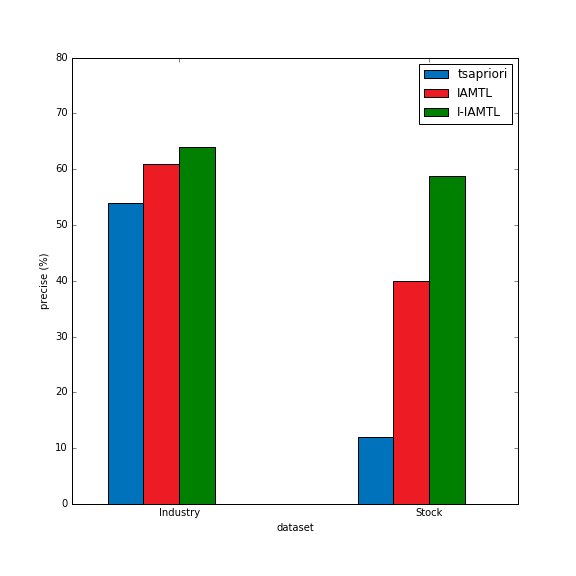 80
70
60
50
40
30
20
10
0
precise (%)
tsapriori
IAMTL
I-IAMTL
Industry
Stock
dataset